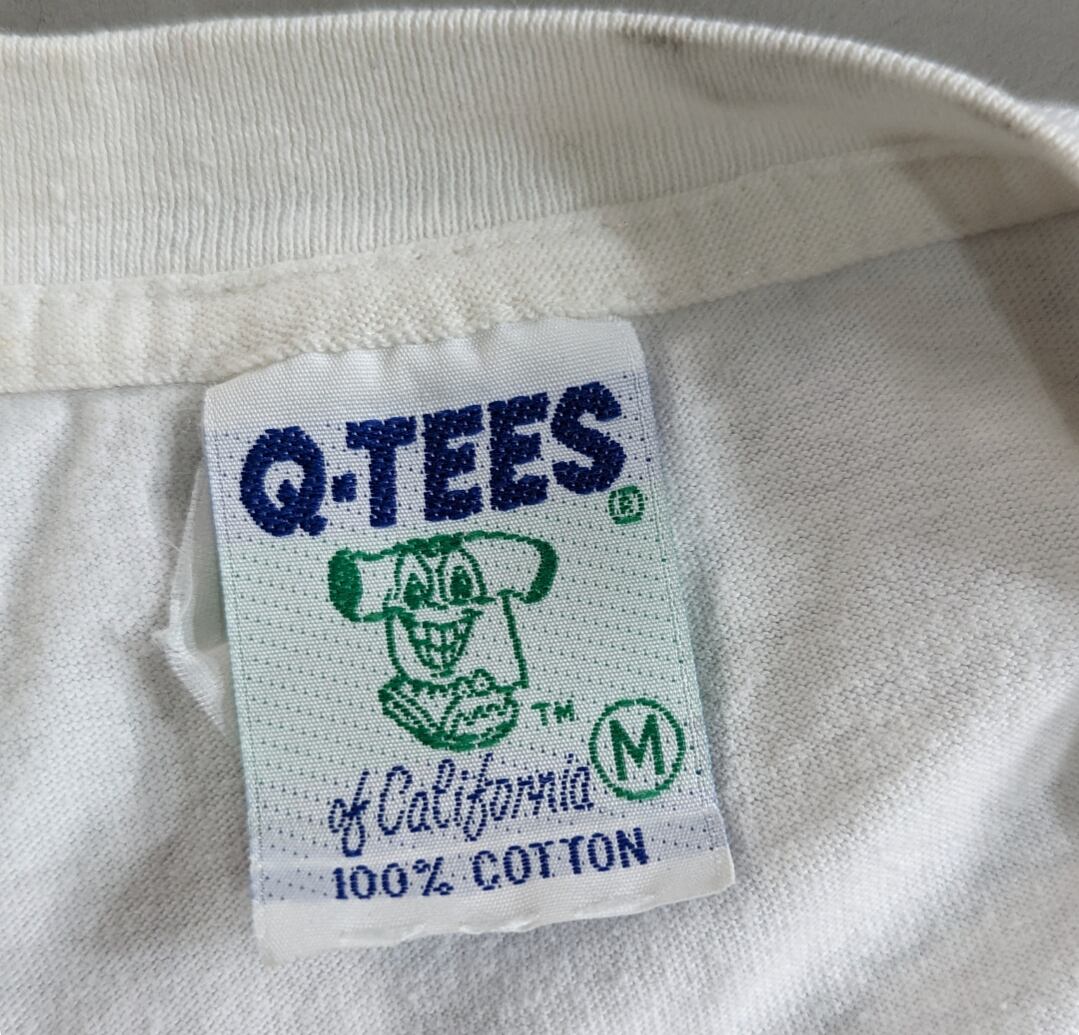 Q-TEES ®
TM
M
of California
100% COTTON